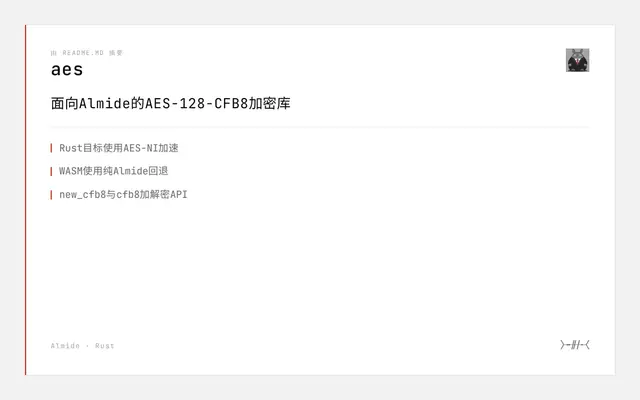 由 README.MD 摘要
aes
面向Almide的AES-128-CFB8加密库
Rust目标使用AES-NI加速
WASM使用纯Almide回退
new_cfb8与cfb8加解密API
Almide · Rust